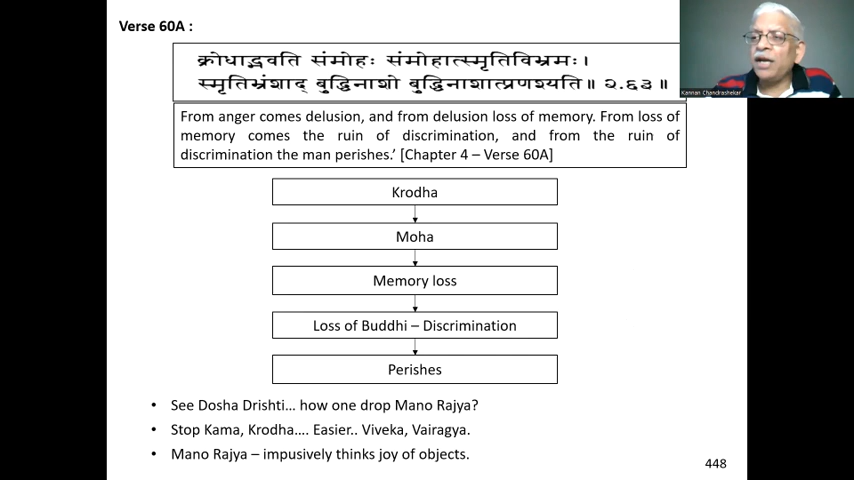 Verse 60A :
क्रोधाद्भवति संमोहः संमोहात्स्मृतिविभ्रमः।
स्मृतिभ्रंशाद् बुद्धिनाशो बुद्धिनाशात्प्रणश्यति॥ २.६३॥
Kannan Chandrashekar
From anger comes delusion, and from delusion loss of memory. From loss of
memory comes the ruin of discrimination, and from the ruin of
discrimination the man perishes.’ [Chapter 4 – Verse 60A]
Krodha
Moha
Memory loss
Loss of Buddhi – Discrimination
Perishes
• See Dosha Drishti… how one drop Mano Rajya?
• Stop Kama, Krodha…. Easier.. Viveka, Vairagya.
• Mano Rajya – impusively thinks joy of objects.
448